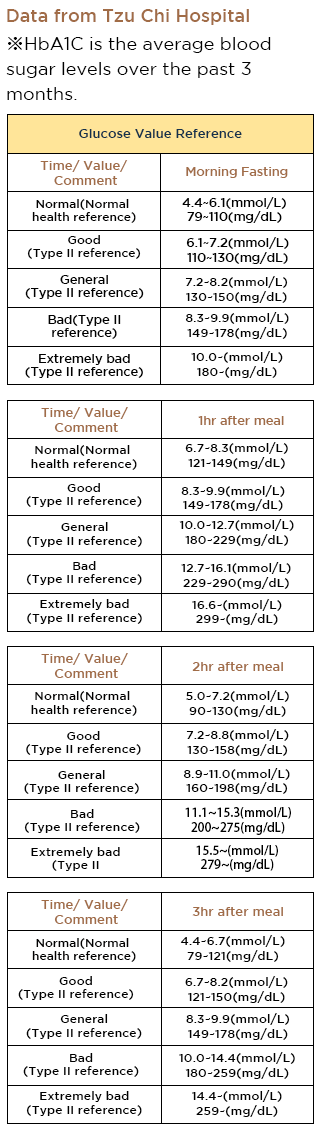 Data from Tzu Chi Hospital
※HbA1C is the average blood
sugar levels over the past 3
months.
Glucose Value Reference
Time/ Value/
Comment
Morning Fasting
Normal(Normal
health reference)
4.4~6.1(mmol/L)
79~110(mg/dL)
Good
(Type II reference)
6.1~7.2(mmol/L)
110~130(mg/dL)
General
(Type II reference)
7.2-8.2(mmol/L)
130-150(mg/dL)
Bad(Type II
reference)
8.3~9.9(mmol/L)
149~178(mg/dL)
Extremely bad
(Type II reference)
10.0~(mmol/L)
180~(mg/dL)
Time/ Value/
Comment
1hr after meal
Normal(Normal
health reference)
6.7~8.3(mmol/L)
121~149(mg/dL)
Good
(Type II reference)
8.3~9.9(mmol/L)
149~178(mg/dL)
General
(Type II reference)
10.0~12.7(mmol/L)
180~229(mg/dL)
Bad
(Type II reference)
12.7~16.1(mmol/L)
229~290(mg/dL)
Extremely bad
(Type II reference)
16.6~(mmol/L)
299~(mg/dL)
Time/ Value/
Comment
2hr after meal
Normal(Normal
health reference)
5.0~7.2(mmol/L)
90~130(mg/dL)
Good
(Type II reference)
7.2~8.8(mmol/L)
130~158(mg/dL)
General
(Type II reference)
8.9~11.0(mmol/L)
160~198(mg/dL)
Bad
(Type II reference)
11.1~15.3(mmol/L)
200~275(mg/dL)
Extremely bad
(Type II
15.5~(mmol/L)
279~(mg/dL)
Time/ Value/
Comment
3hr after meal
Normal(Normal
health reference)
4.4~6.7(mmol/L)
79~121(mg/dL)
Good
(Type II reference)
6.7~8.2(mmol/L)
121~150(mg/dL)
General
(Type II reference)
8.3~9.9(mmol/L)
149~178(mg/dL)
Bad
(Type II reference)
10.0~14.4(mmol/L)
180~259(mg/dL)
Extremely bad
(Type II reference)
14.4~(mmol/L)
259~(mg/dL)